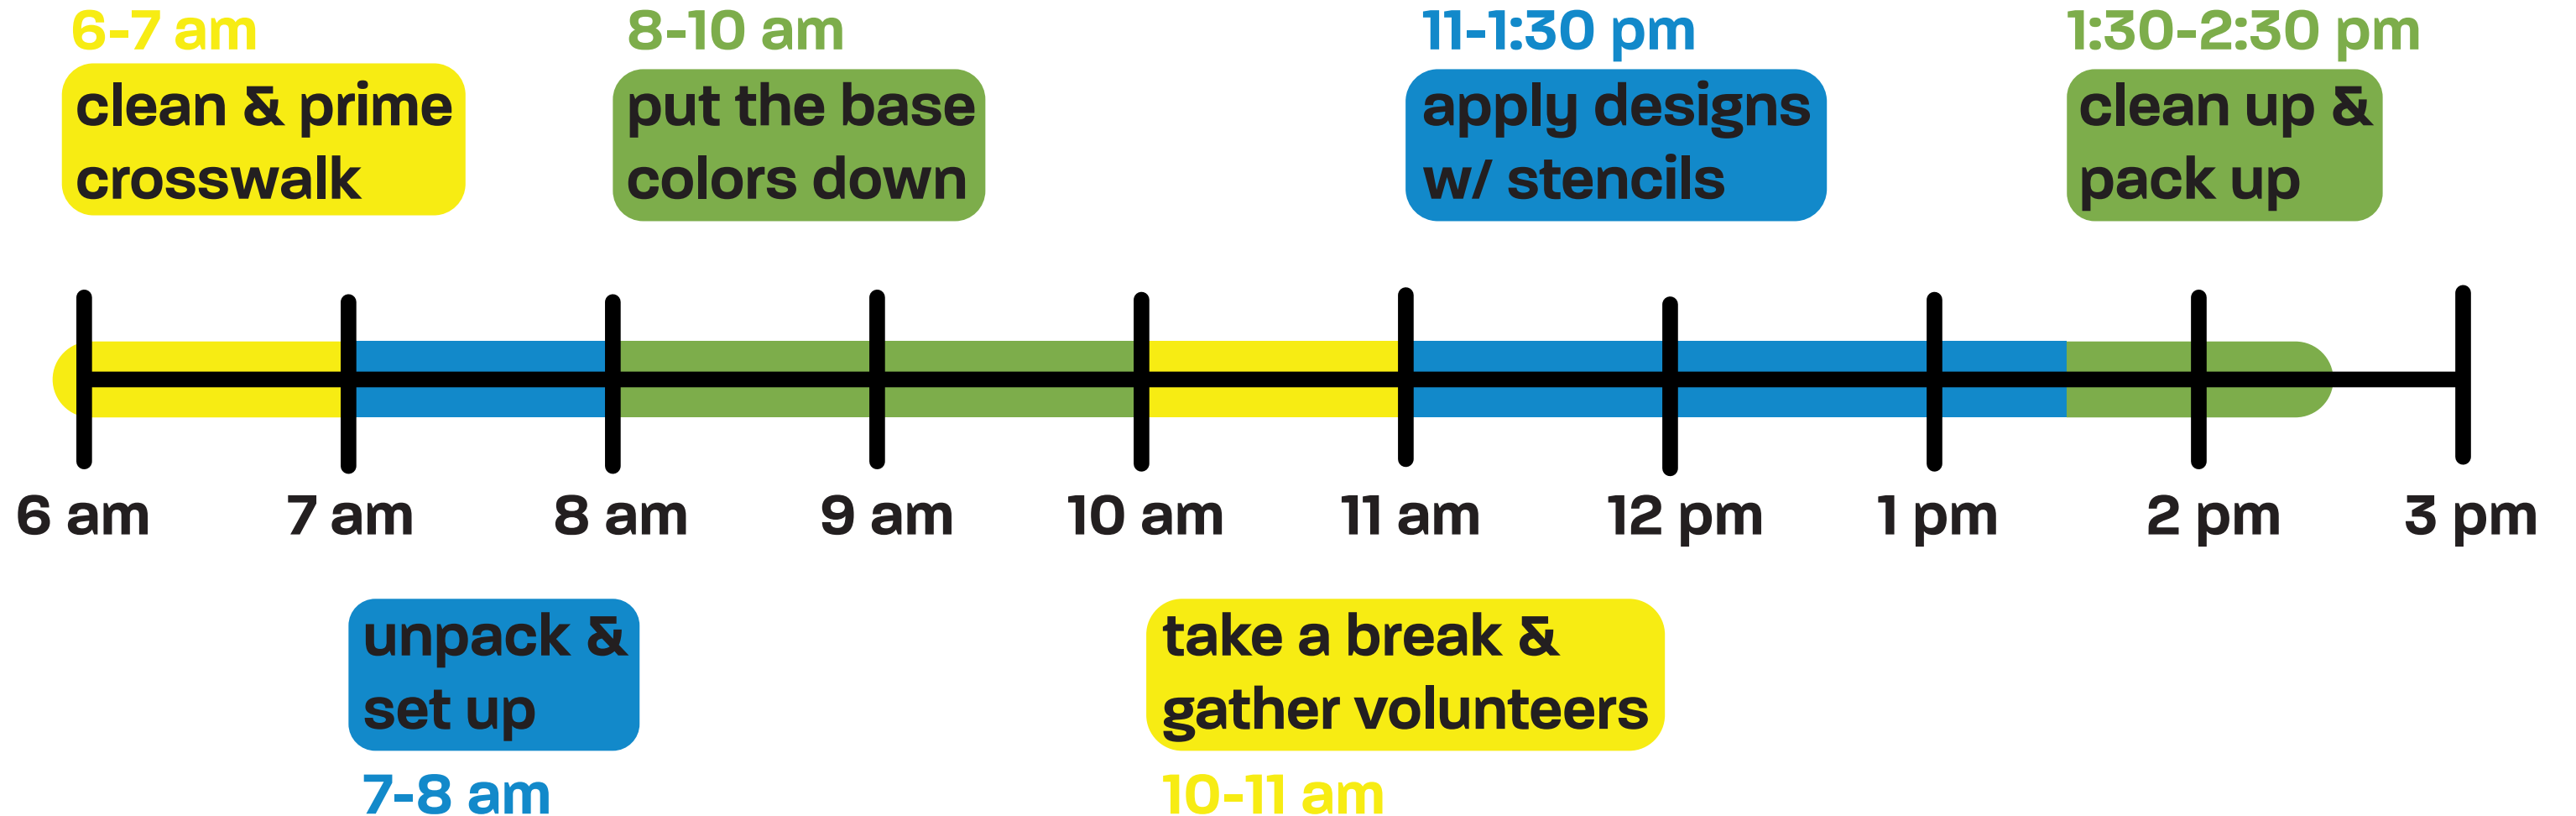 6-7 am
clean & prime
crosswalk
8-10 am
put the base
colors down
11-1:30 pm
apply designs
w/ stencils
1:30-2:30 pm
clean up &
pack up
6 am
7 am
8 am
9 am
10 am
11 am
12 pm
1 pm
2 pm
3 pm
unpack &
set up
7-8 am
take a break &
gather volunteers
10-11 am